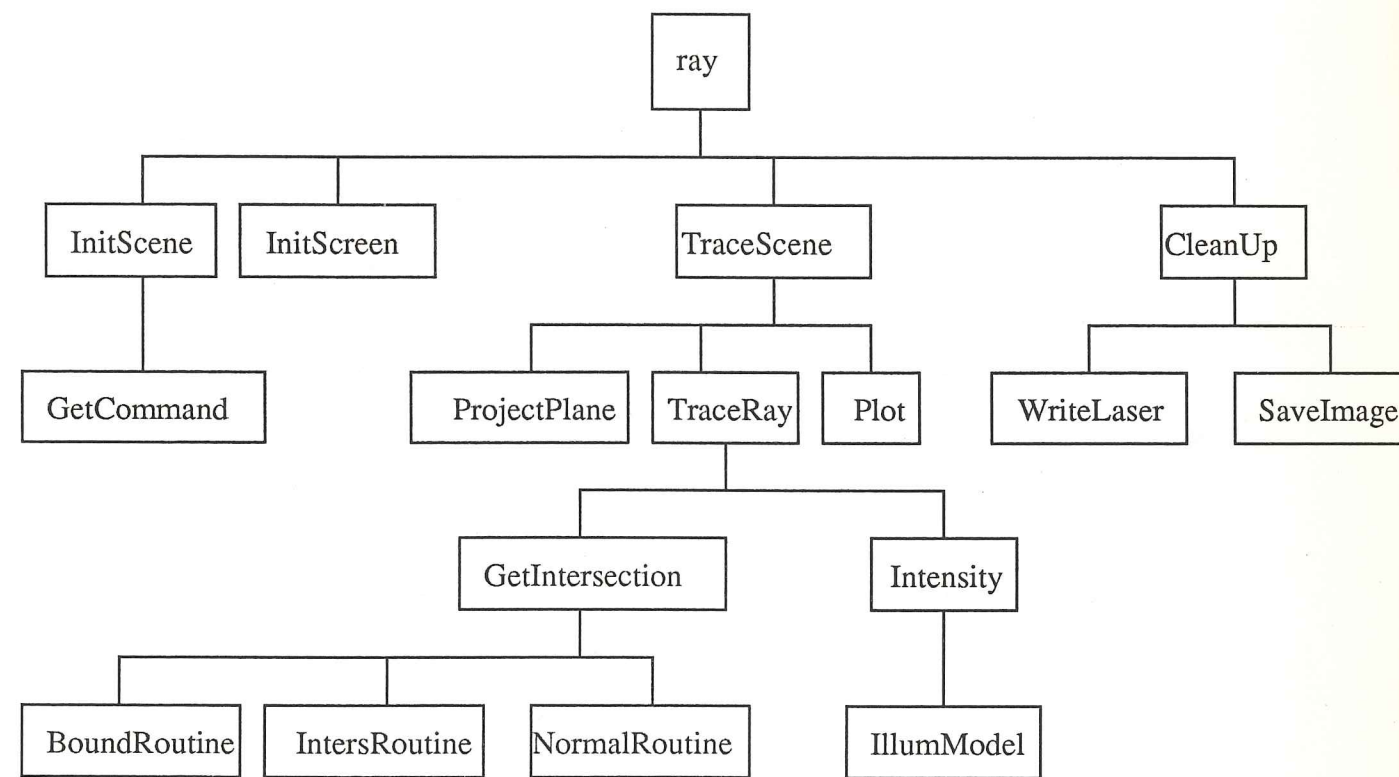 ray
InitScene
InitScreen
TraceScene
CleanUp
GetCommand
ProjectPlane
TraceRay
Plot
WriteLaser
SaveImage
GetIntersection
Intensity
BoundRoutine
IntersRoutine
NormalRoutine
IllumModel